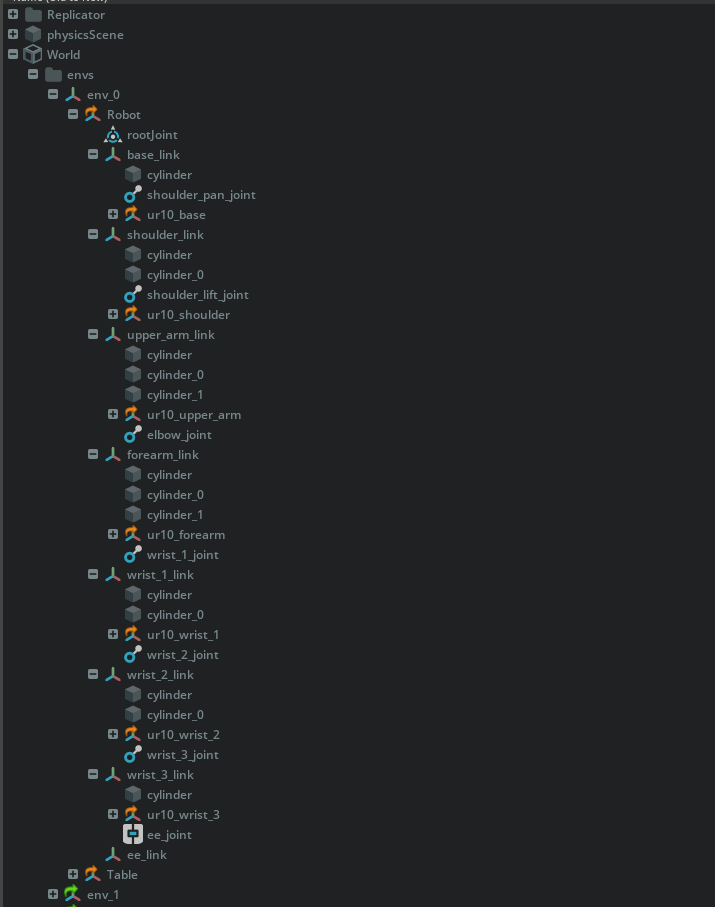 Replicator
physicsScene
World
envs
env_0
Robot
rootJoint
base_link
cylinder
shoulder_pan_joint
ur10_base
shoulder_link
cylinder
cylinder_0
shoulder_lift_joint
ur10_shoulder
upper_arm_link
cylinder
cylinder_0
cylinder_1
ur10_upper_arm
elbow_joint
forearm_link
cylinder
cylinder_0
cylinder_1
ur10_forearm
wrist_1_joint
wrist_1_link
cylinder
cylinder_0
ur10_wrist_1
wrist_2_joint
wrist_2_link
cylinder
cylinder_0
ur10_wrist_2
wrist_3_joint
wrist_3_link
cylinder
ur10_wrist_3
ee_joint
ee_link
Table
env_1